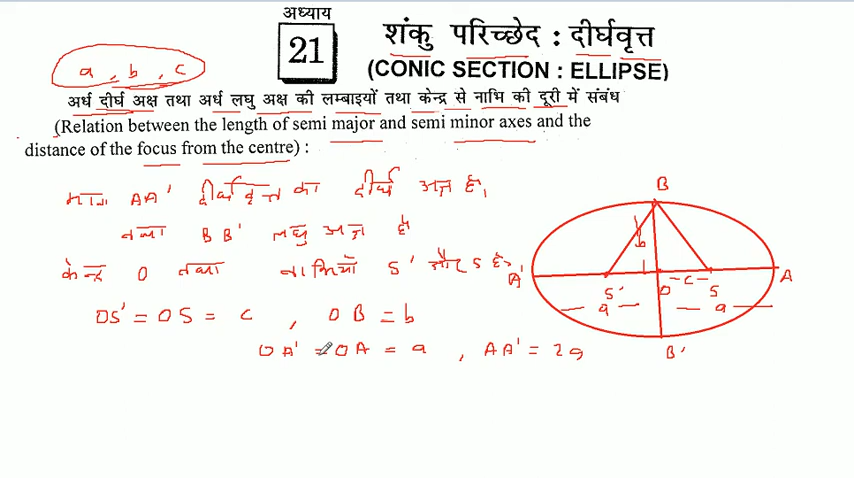 अध्याय
21
शंकु परिच्छेद : दीर्घवृत्त
(CONIC SECTION : ELLIPSE)
a, b, c
अर्ध दीर्घ अक्ष तथा अर्ध लघु अक्ष की लम्बाइयों तथा केन्द्र से नाभि की दूरी में संबंध
(Relation between the length of semi major and semi minor axes and the
distance of the focus from the centre) :
माना AA' दीर्घवृत्त का दीर्घ अक्ष है,
तथा BB' लघु अक्ष है
केन्द्र O तथा नाभियाँ S' और S है,
OS' = OS = c , OB = b
OA' = OA = a , AA' = 2a
B
b
A'
S'
O
c
S
A
a
a
B'